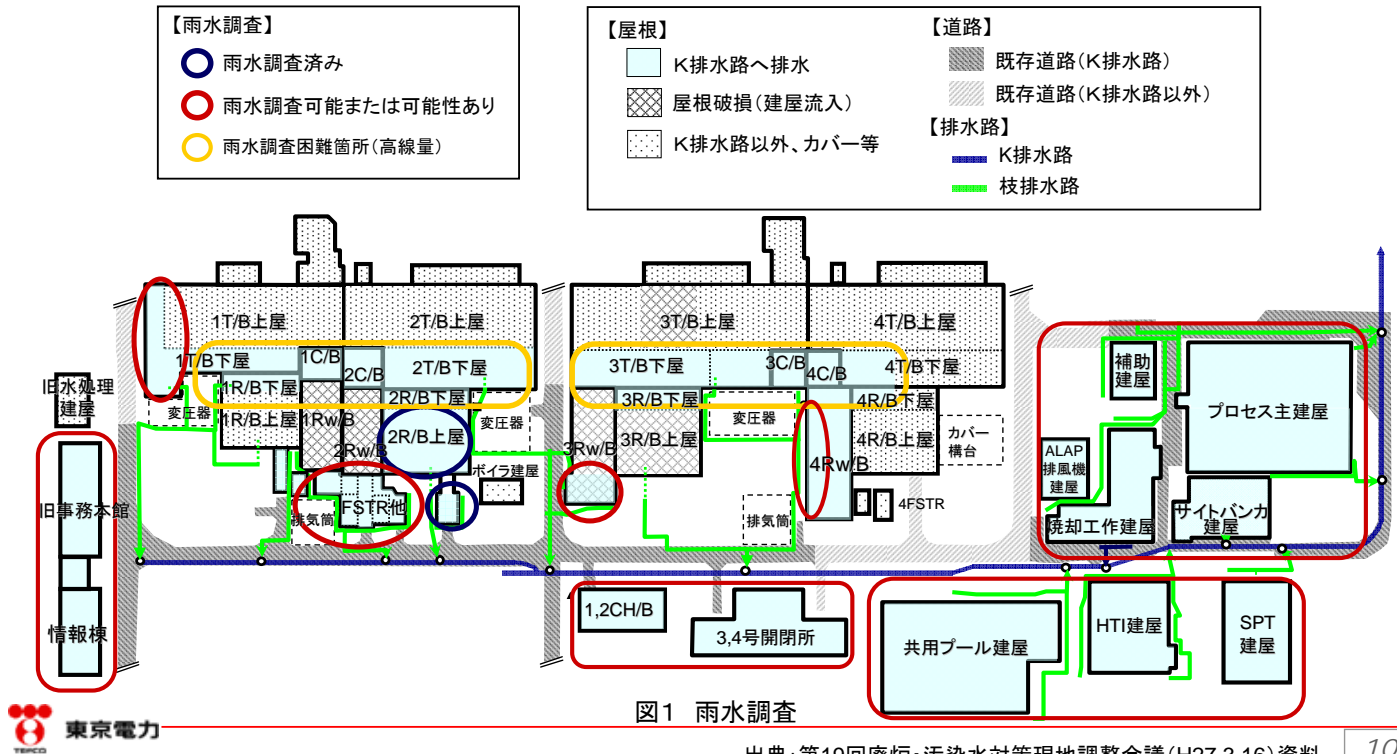 【雨水調査】
雨水調査済み
雨水調査可能または可能性あり
雨水調査困難箇所(高線量)
【屋根】
K排水路へ排水
屋根破損(建屋流入)
K排水路以外、カバー等
【道路】
既存道路(K排水路)
既存道路(K排水路以外)
【排水路】
K排水路
枝排水路
1T/B上屋
2T/B上屋
3T/B上屋
4T/B上屋
1T/B下屋
1C/B
2C/B
2T/B下屋
3T/B下屋
3C/B
4C/B
4T/B下屋
旧水処理
建屋
変圧器
1R/B下屋
1R/B上屋
1Rw/B
2Rw/B
2R/B下屋
2R/B上屋
変圧器
ボイラ建屋
3Rw/B
3R/B下屋
3R/B上屋
変圧器
4Rw/B
4R/B下屋
4R/B上屋
カバー
構台
補助
建屋
プロセス主建屋
ALAP
排風機
建屋
焼却工作建屋
サイトバンカ
建屋
旧事務本館
排気筒
FSTR他
排気筒
4FSTR
情報棟
1,2CH/B
3,4号開閉所
共用プール建屋
HTI建屋
SPT
建屋
図1 雨水調査
東京電力
TEPCO